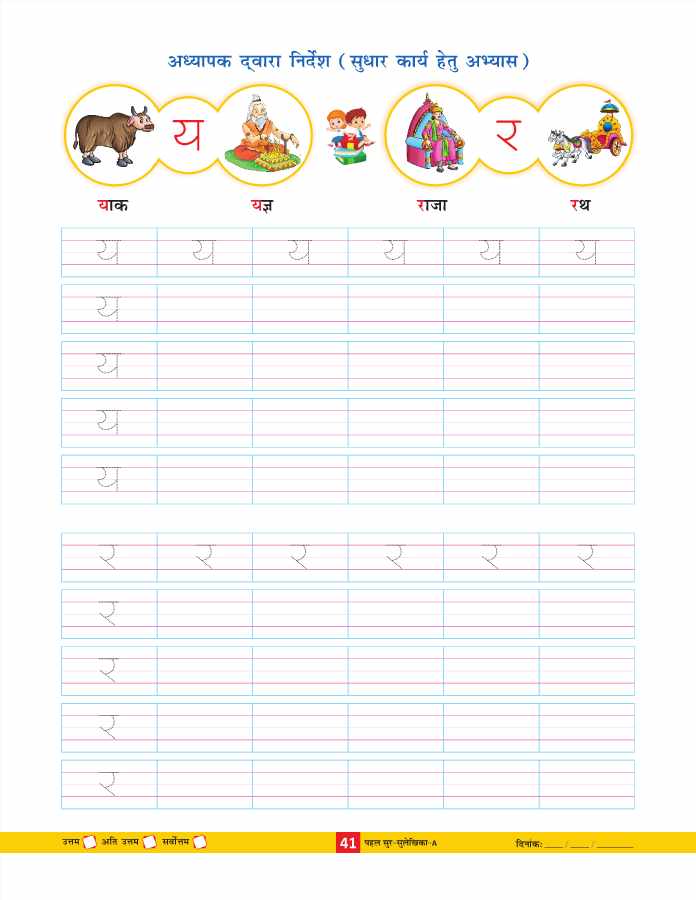 अध्यापक द्वारा निर्देश ( सुधार कार्य हेतु अभ्यास )
य र
याक यज्ञ राजा रथ
य य य य य य
य
य
य
य
र र र र र र
र
र
र
र
उत्तम अति उत्तम सर्वोत्तम 41 पहल सुर-सुलेखिका-A दिनांक: ____ / ____ / ________